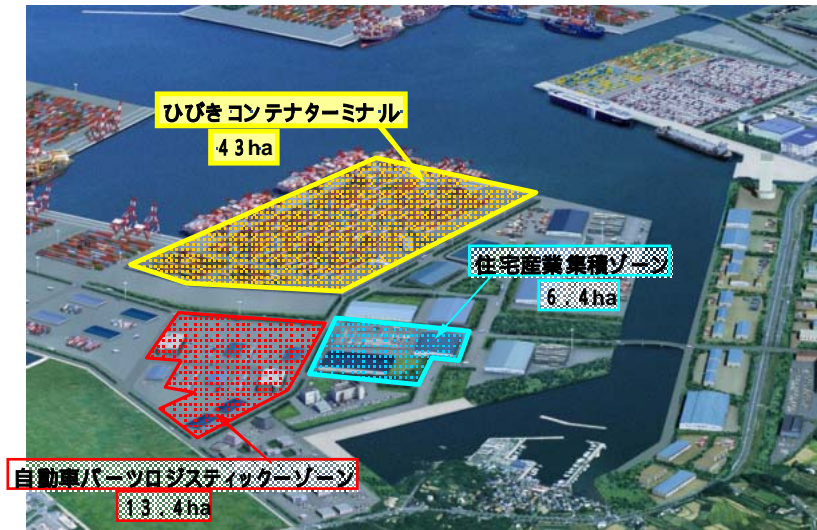 ひびきコンテナターミナル
43ha
住宅産業集積ゾーン
6.4ha
自動車パーツロジスティックーゾーン
13.4ha